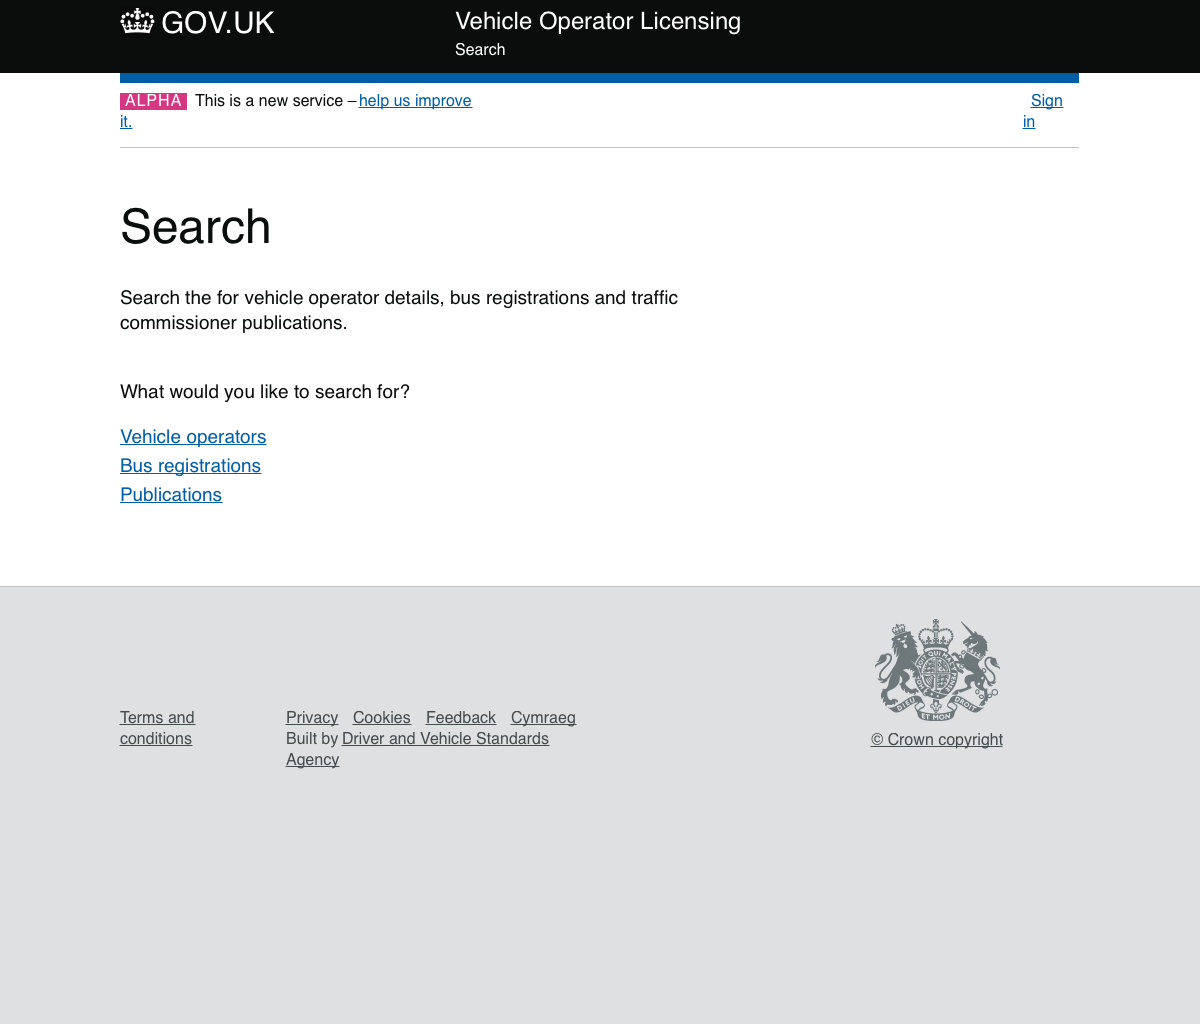 GOV.UK
Vehicle Operator Licensing
Search
ALPHA This is a new service – help us improve it.
Sign in
Search
Search the for vehicle operator details, bus registrations and traffic
commissioner publications.
What would you like to search for?
Vehicle operators
Bus registrations
Publications
Terms and
conditions
Privacy Cookies Feedback Cymraeg
Built by Driver and Vehicle Standards
Agency
DIEU ET MON DROIT
© Crown copyright